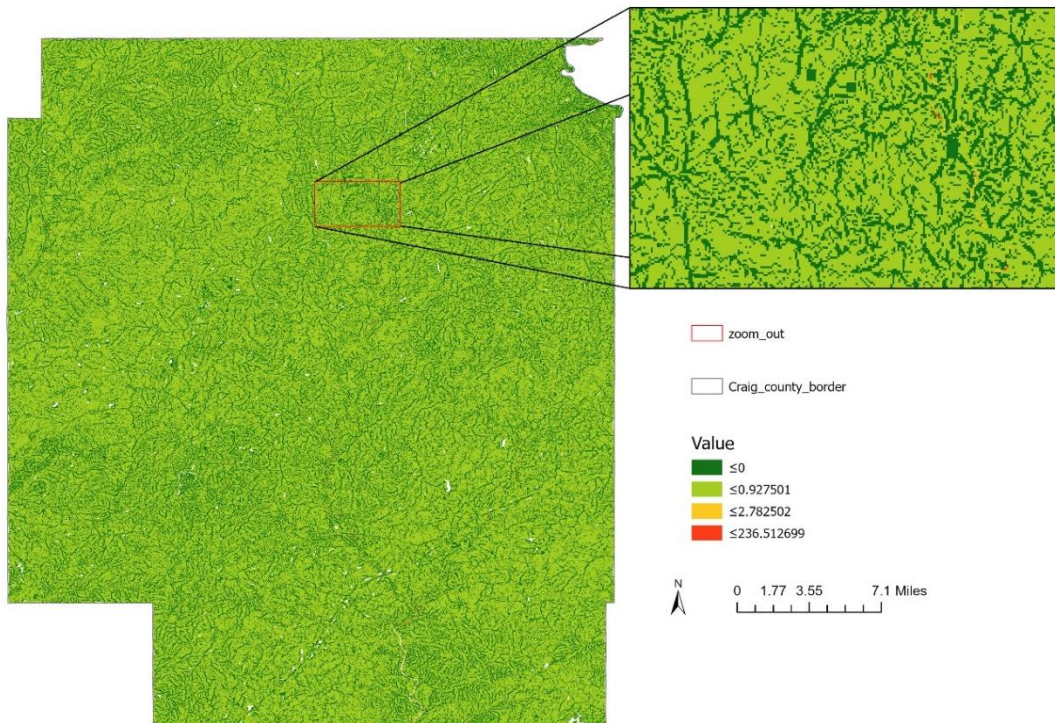 zoom_out
Craig_county_border
Value
≤0
≤0.927501
≤2.782502
≤236.512699
N
0 1.77 3.55 7.1 Miles